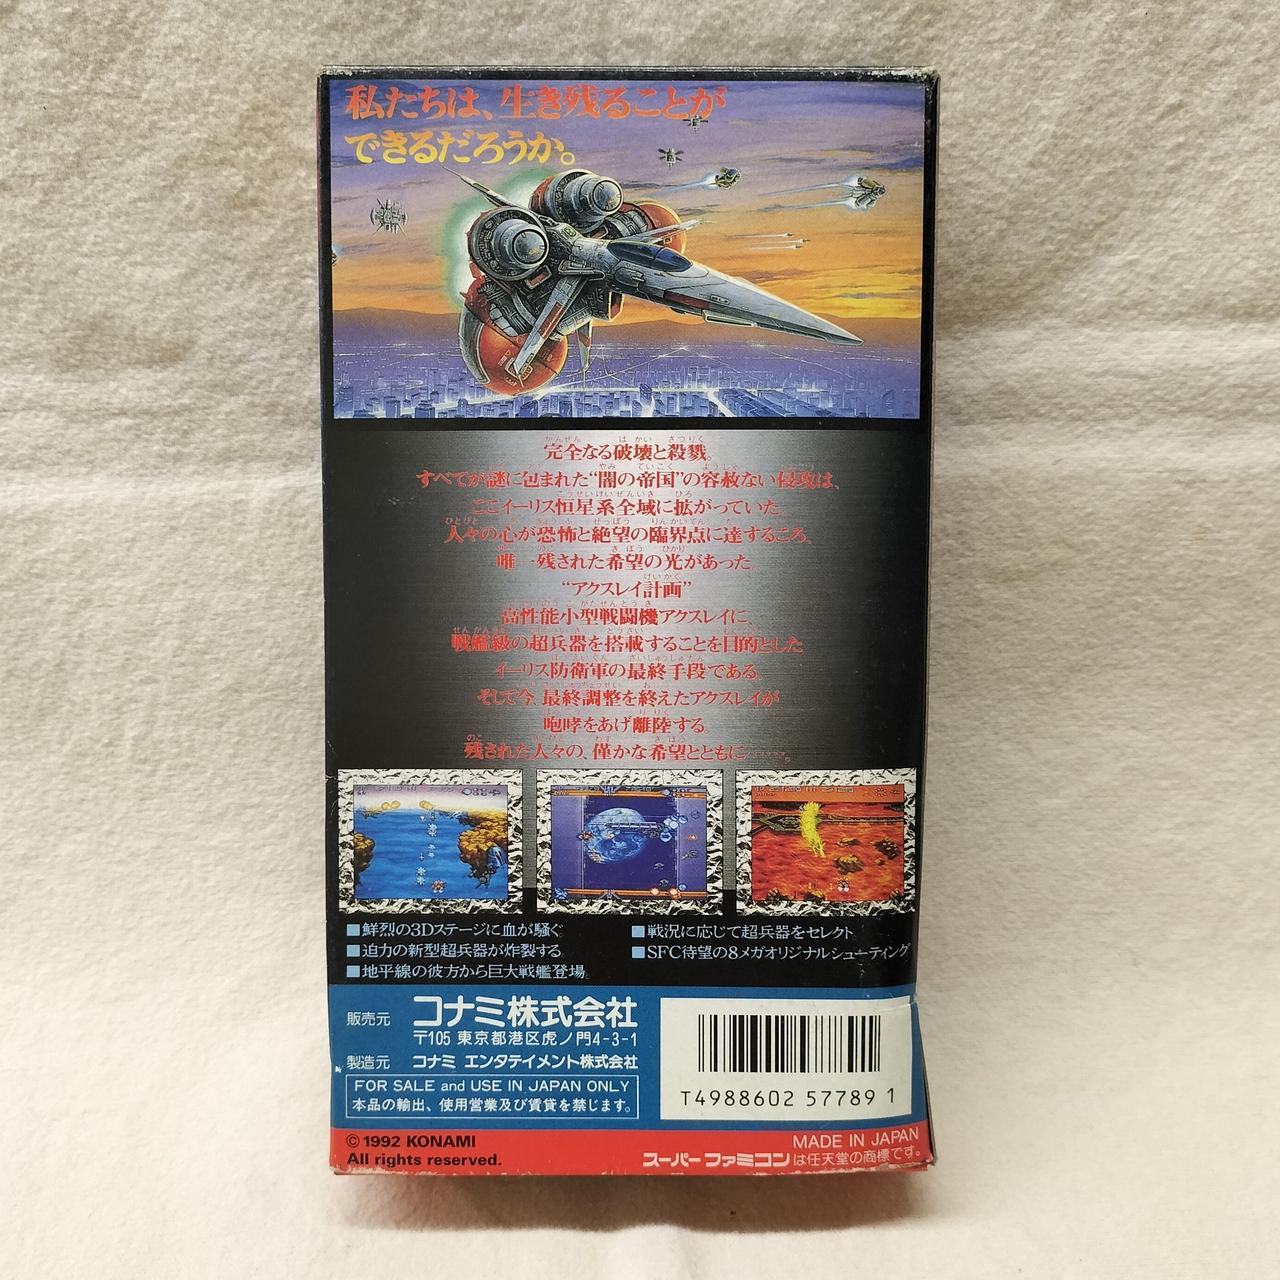 私たちは、生き残ることが
できるだろうか。
完全なる破壊と殺戮。
すべてが謎に包まれた“闇の帝国”の容赦ない侵攻は、
ここイーリス恒星系全域に拡がっていた。
人々の心が恐怖と絶望の臨界点に達するころ、
唯一残された希望の光があった。
“アクスレイ計画”
高性能小型戦闘機アクスレイに、
戦艦級の超兵器を搭載することを目的とした
イーリス防衛軍の最終手段である。
そして今、最終調整を終えたアクスレイが
咆哮をあげ離陸する。
残された人々の、僅かな希望とともに……。
■鮮烈の3Dステージに血が騒ぐ。
■迫力の新型超兵器が炸裂する。
■地平線の彼方から巨大戦艦登場。
■戦況に応じて超兵器をセレクト。
■SFC待望の8メガオリジナルシューティング。
販売元 コナミ株式会社
〒105 東京都港区虎ノ門4-3-1
製造元 コナミ エンタテイメント株式会社
FOR SALE and USE IN JAPAN ONLY
本品の輸出、使用営業及び賃貸を禁じます。
T4988602 57789 1
© 1992 KONAMI
All rights reserved.
MADE IN JAPAN
スーパーファミコンは任天堂の商標です。